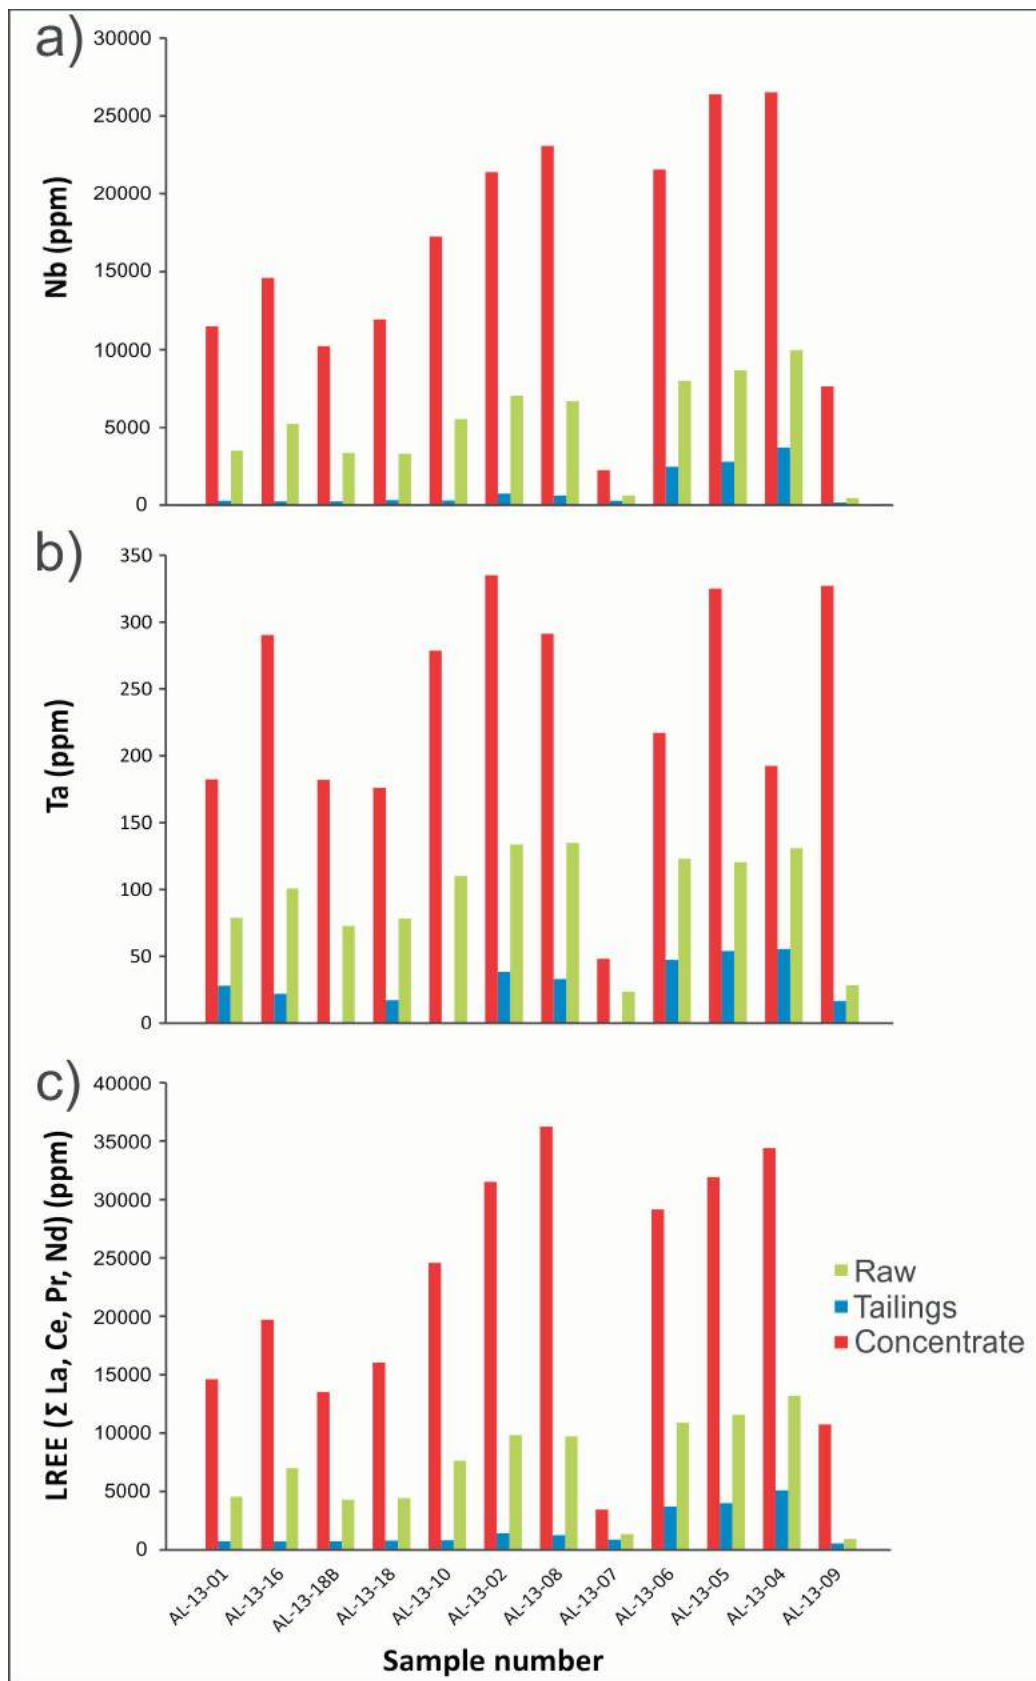 a)
30000
25000
20000
15000
10000
5000
0
Nb (ppm)
b)
350
300
250
200
150
100
50
0
Ta (ppm)
c)
40000
35000
30000
25000
20000
15000
10000
5000
0
LREE (Σ La, Ce, Pr, Nd) (ppm)
Raw
Tailings
Concentrate
AL-13-01
AL-13-16
AL-13-18B
AL-13-18
AL-13-10
AL-13-02
AL-13-08
AL-13-07
AL-13-06
AL-13-05
AL-13-04
AL-13-09
Sample number